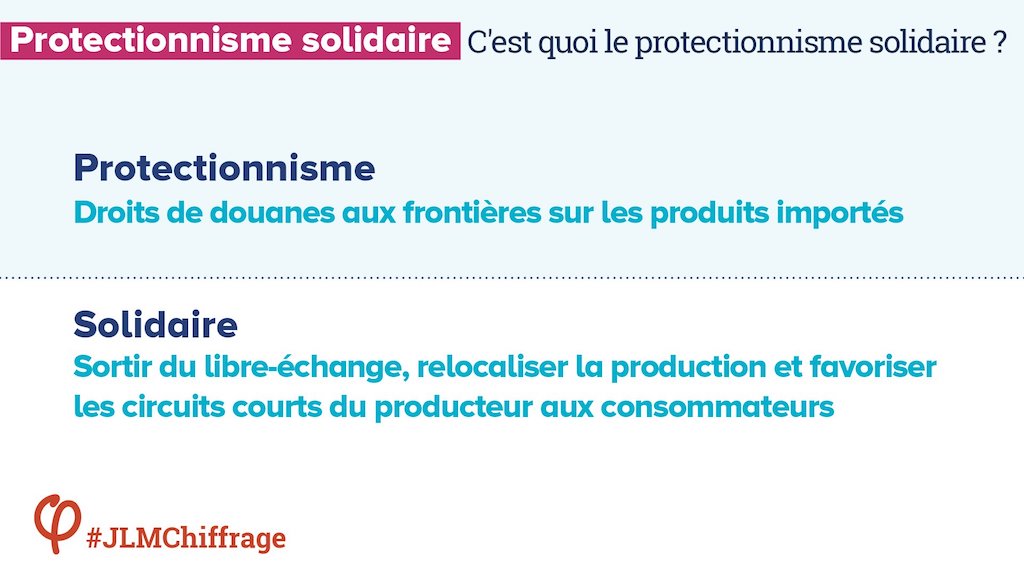 Protectionnisme solidaire C'est quoi le protectionnisme solidaire ?
Protectionnisme
Droits de douanes aux frontières sur les produits importés
Solidaire
Sortir du libre-échange, relocaliser la production et favoriser
les circuits courts du producteur aux consommateurs
φ #JLMChiffrage